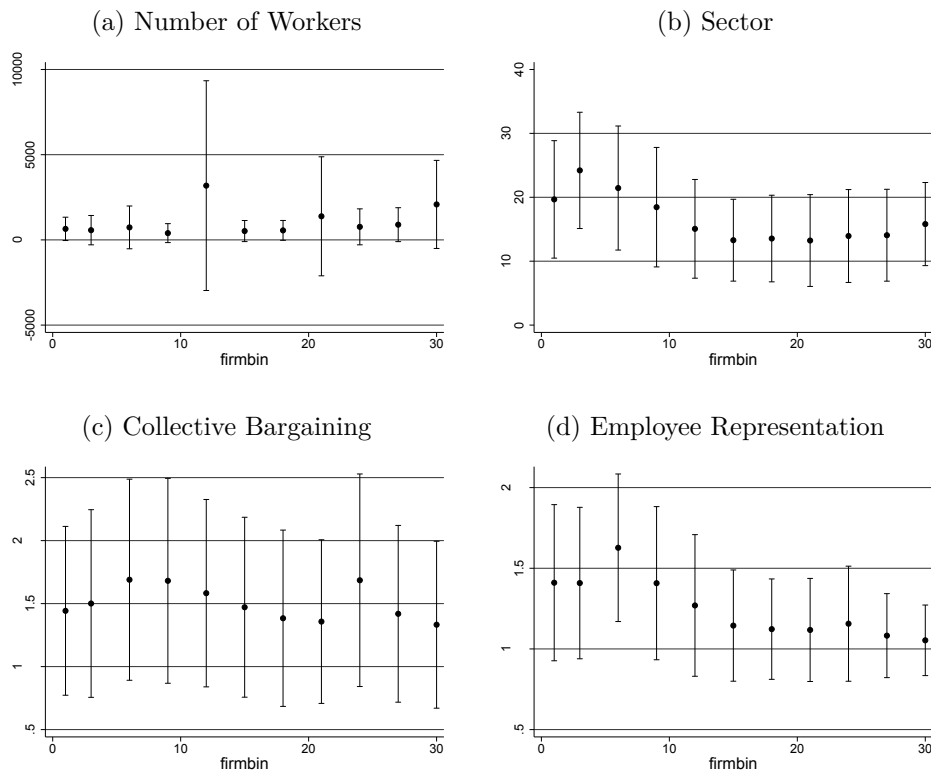 (a) Number of Workers
10000
5000
0
-5000
0 10 20 30
firmbin
(b) Sector
40
30
20
10
0
0 10 20 30
firmbin
(c) Collective Bargaining
2.5
2
1.5
1
.5
0 10 20 30
firmbin
(d) Employee Representation
2
1.5
1
.5
0 10 20 30
firmbin